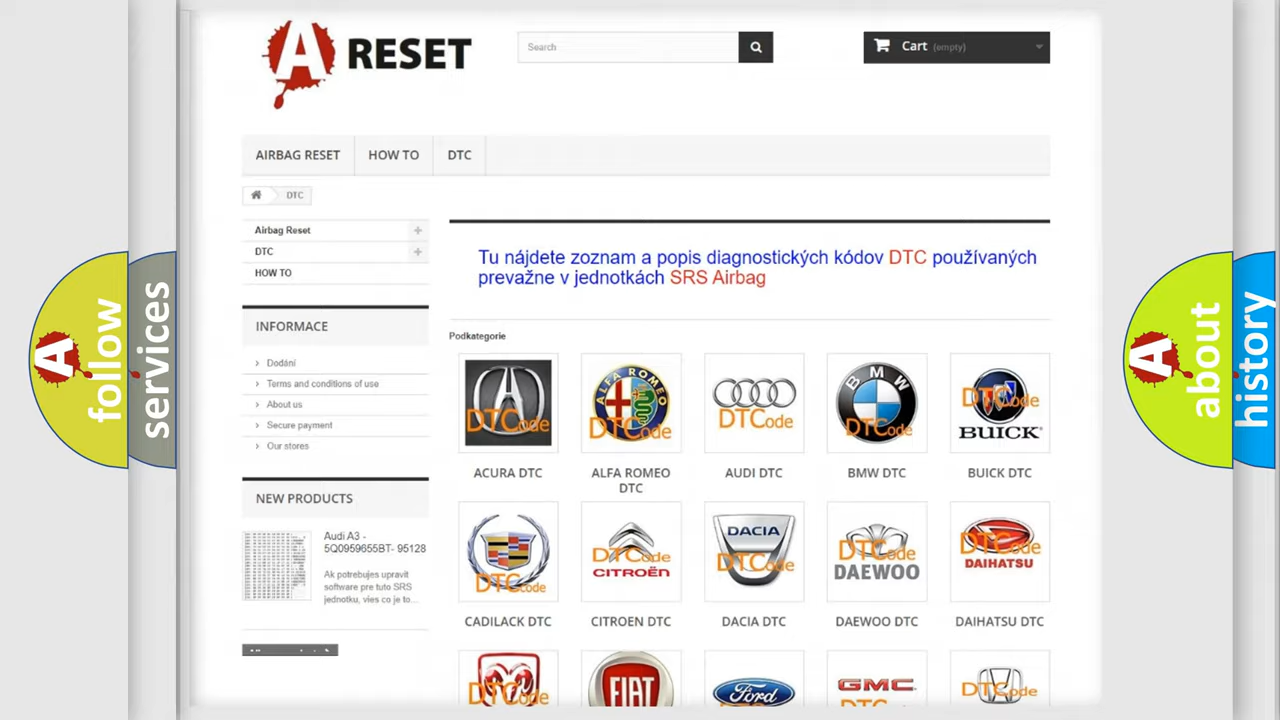 A RESET
Search
Cart (empty)
AIRBAG RESET
HOW TO
DTC
DTC
Airbag Reset
DTC
HOW TO
INFORMACE
Dodání
Terms and conditions of use
About us
Secure payment
Our stores
NEW PRODUCTS
Audi A3 -
5Q0959655BT- 95128
Ak potrebujes upravit
software pre tuto SRS
jednotku, vies co je to...
Tu nájdete zoznam a popis diagnostických kódov DTC používaných
prevažne v jednotkách SRS Airbag
Podkategorie
DTCode
ALFA ROMEO
DTCode
DTCode
BMW
DTCode
DTCode
BUICK
ACURA DTC
ALFA ROMEO
DTC
AUDI DTC
BMW DTC
BUICK DTC
DTCode
DTCode
CITROËN
DACIA
DTCode
DTCode
DAEWOO
DTCode
DAIHATSU
CADILACK DTC
CITROEN DTC
DACIA DTC
DAEWOO DTC
DAIHATSU DTC
DTCode
FIAT
Ford
GMC
DTCode
A follow
services
A about
history